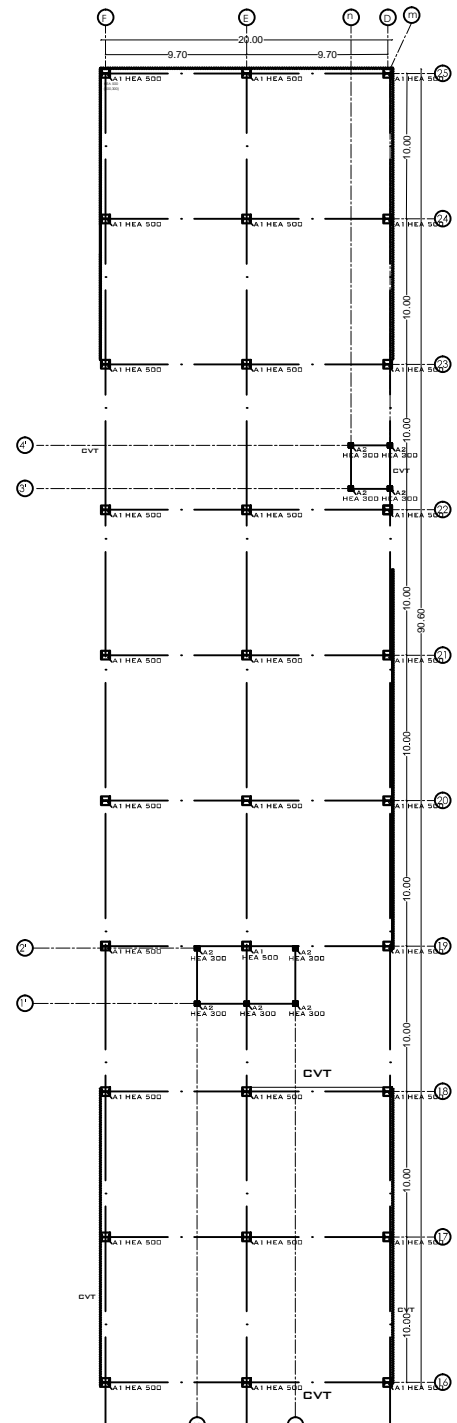 F E n D m
20.00
9.70 9.70
A1 HEA 500 A1 HEA 500 A1 HEA 500 25
10.00
A1 HEA 500 A1 HEA 500 A1 HEA 500 24
10.00
A1 HEA 500 A1 HEA 500 A1 HEA 500 23
10.00
4'
CVT
A2 A2
HEA 300 HEA 300
CVT
3'
A2 A2
HEA 300 HEA 300
A1 HEA 500 A1 HEA 500 A1 HEA 500 22
10.00
90.60
A1 HEA 500 A1 HEA 500 A1 HEA 500 21
10.00
A1 HEA 500 A1 HEA 500 A1 HEA 500 20
10.00
2' 19
A1 HEA 500 A2 A1 A2 A1 HEA 500
HEA 300 HEA 500 HEA 300
1'
A2 A2 A2
HEA 300 HEA 300 HEA 300
10.00
CVT
A1 HEA 500 A1 HEA 500 A1 HEA 500 18
10.00
A1 HEA 500 A1 HEA 500 A1 HEA 500 17
CVT CVT
10.00
A1 HEA 500 A1 HEA 500 A1 HEA 500 16
CVT